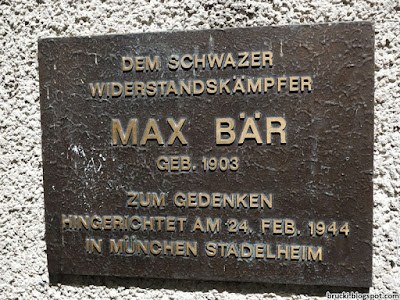 DEM SCHWAZER
WIDERSTANDSKÄMPFER
MAX BÄR
GEB. 1903
ZUM GEDENKEN
HINGERICHTET AM 24. FEB. 1944
IN MÜNCHEN STADELHEIM
brucki.blogspot.com